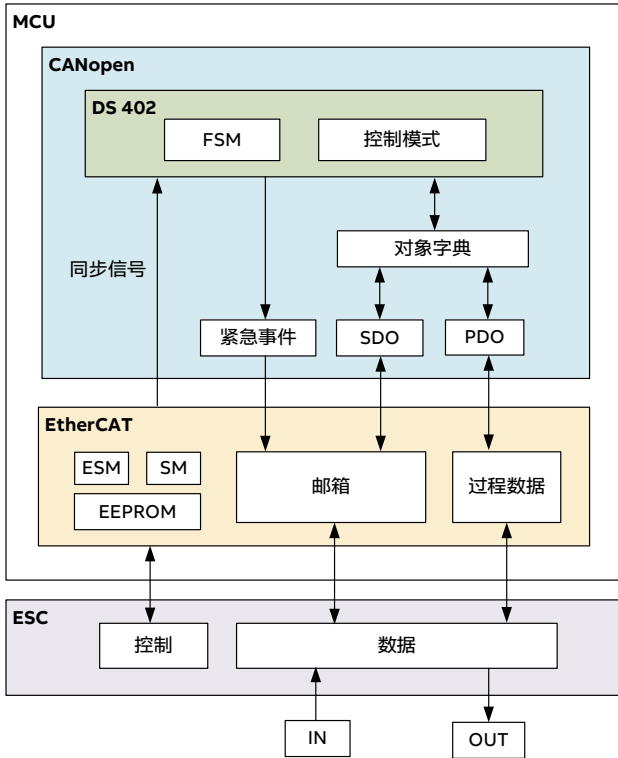 MCU
CANopen
DS 402
FSM
控制模式
同步信号
对象字典
紧急事件
SDO
PDO
EtherCAT
ESM
SM
EEPROM
邮箱
过程数据
ESC
控制
数据
IN
OUT